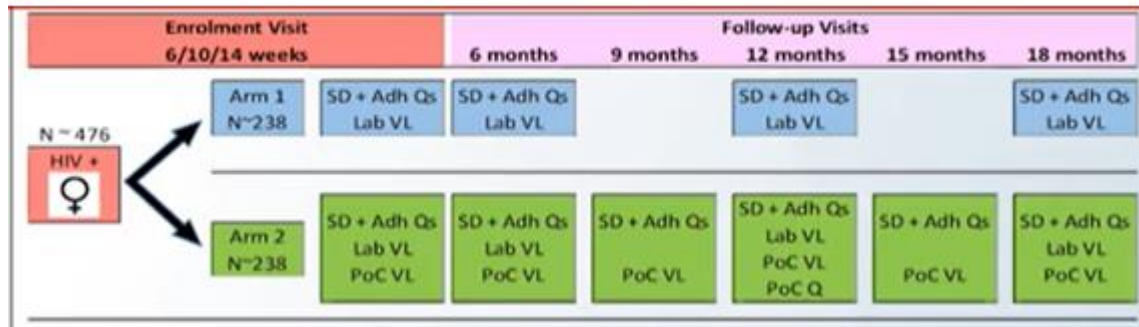 Enrolment Visit
6/10/14 weeks
Follow-up Visits
6 months 9 months 12 months 15 months 18 months
N ~ 476
HIV +
Arm 1
N~238
SD + Adh Qs
Lab VL
SD + Adh Qs
Lab VL
SD + Adh Qs
Lab VL
SD + Adh Qs
Lab VL
Arm 2
N~238
SD + Adh Qs
Lab VL
PoC VL
SD + Adh Qs
Lab VL
PoC VL
SD + Adh Qs
PoC VL
SD + Adh Qs
Lab VL
PoC VL
PoC Q
SD + Adh Qs
PoC VL
SD + Adh Qs
Lab VL
PoC VL